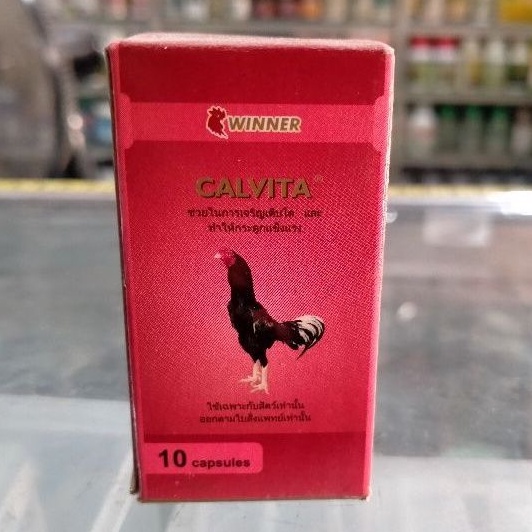 WINNER
CALVITA®
ช่วยในการเจริญเติบโต และ
ทำให้กระดูกแข็งแรง
ใช้เฉพาะกับสัตว์เท่านั้น
ออกตามใบสั่งแพทย์เท่านั้น
10 capsules